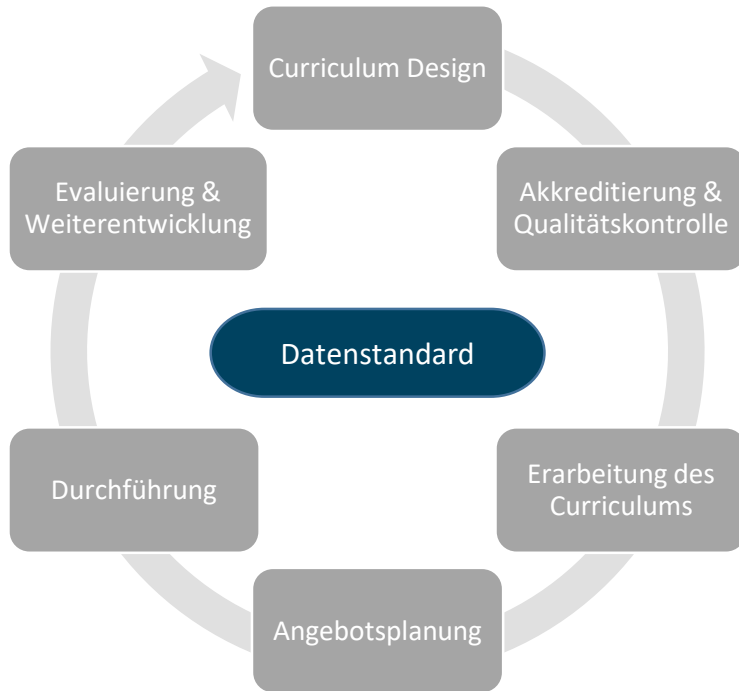 Curriculum Design
Akkreditierung &
Qualitätskontrolle
Erarbeitung des
Curriculums
Angebotsplanung
Durchführung
Evaluierung &
Weiterentwicklung
Datenstandard